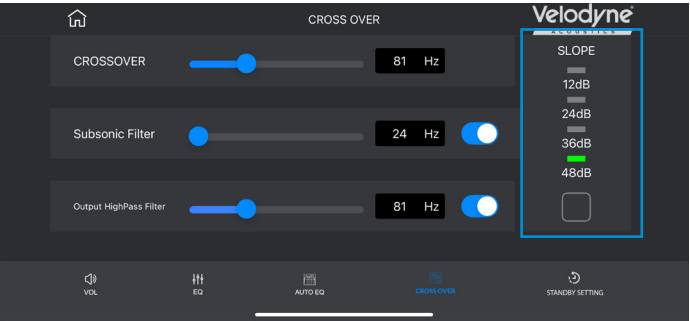 CROSS OVER
Velodyne
ACOUSTICS
CROSSOVER
81 Hz
Subsonic Filter
24 Hz
Output HighPass Filter
81 Hz
SLOPE
12dB
24dB
36dB
48dB
VOL
EQ
AUTO EQ
CROSS OVER
STANDBY SETTING